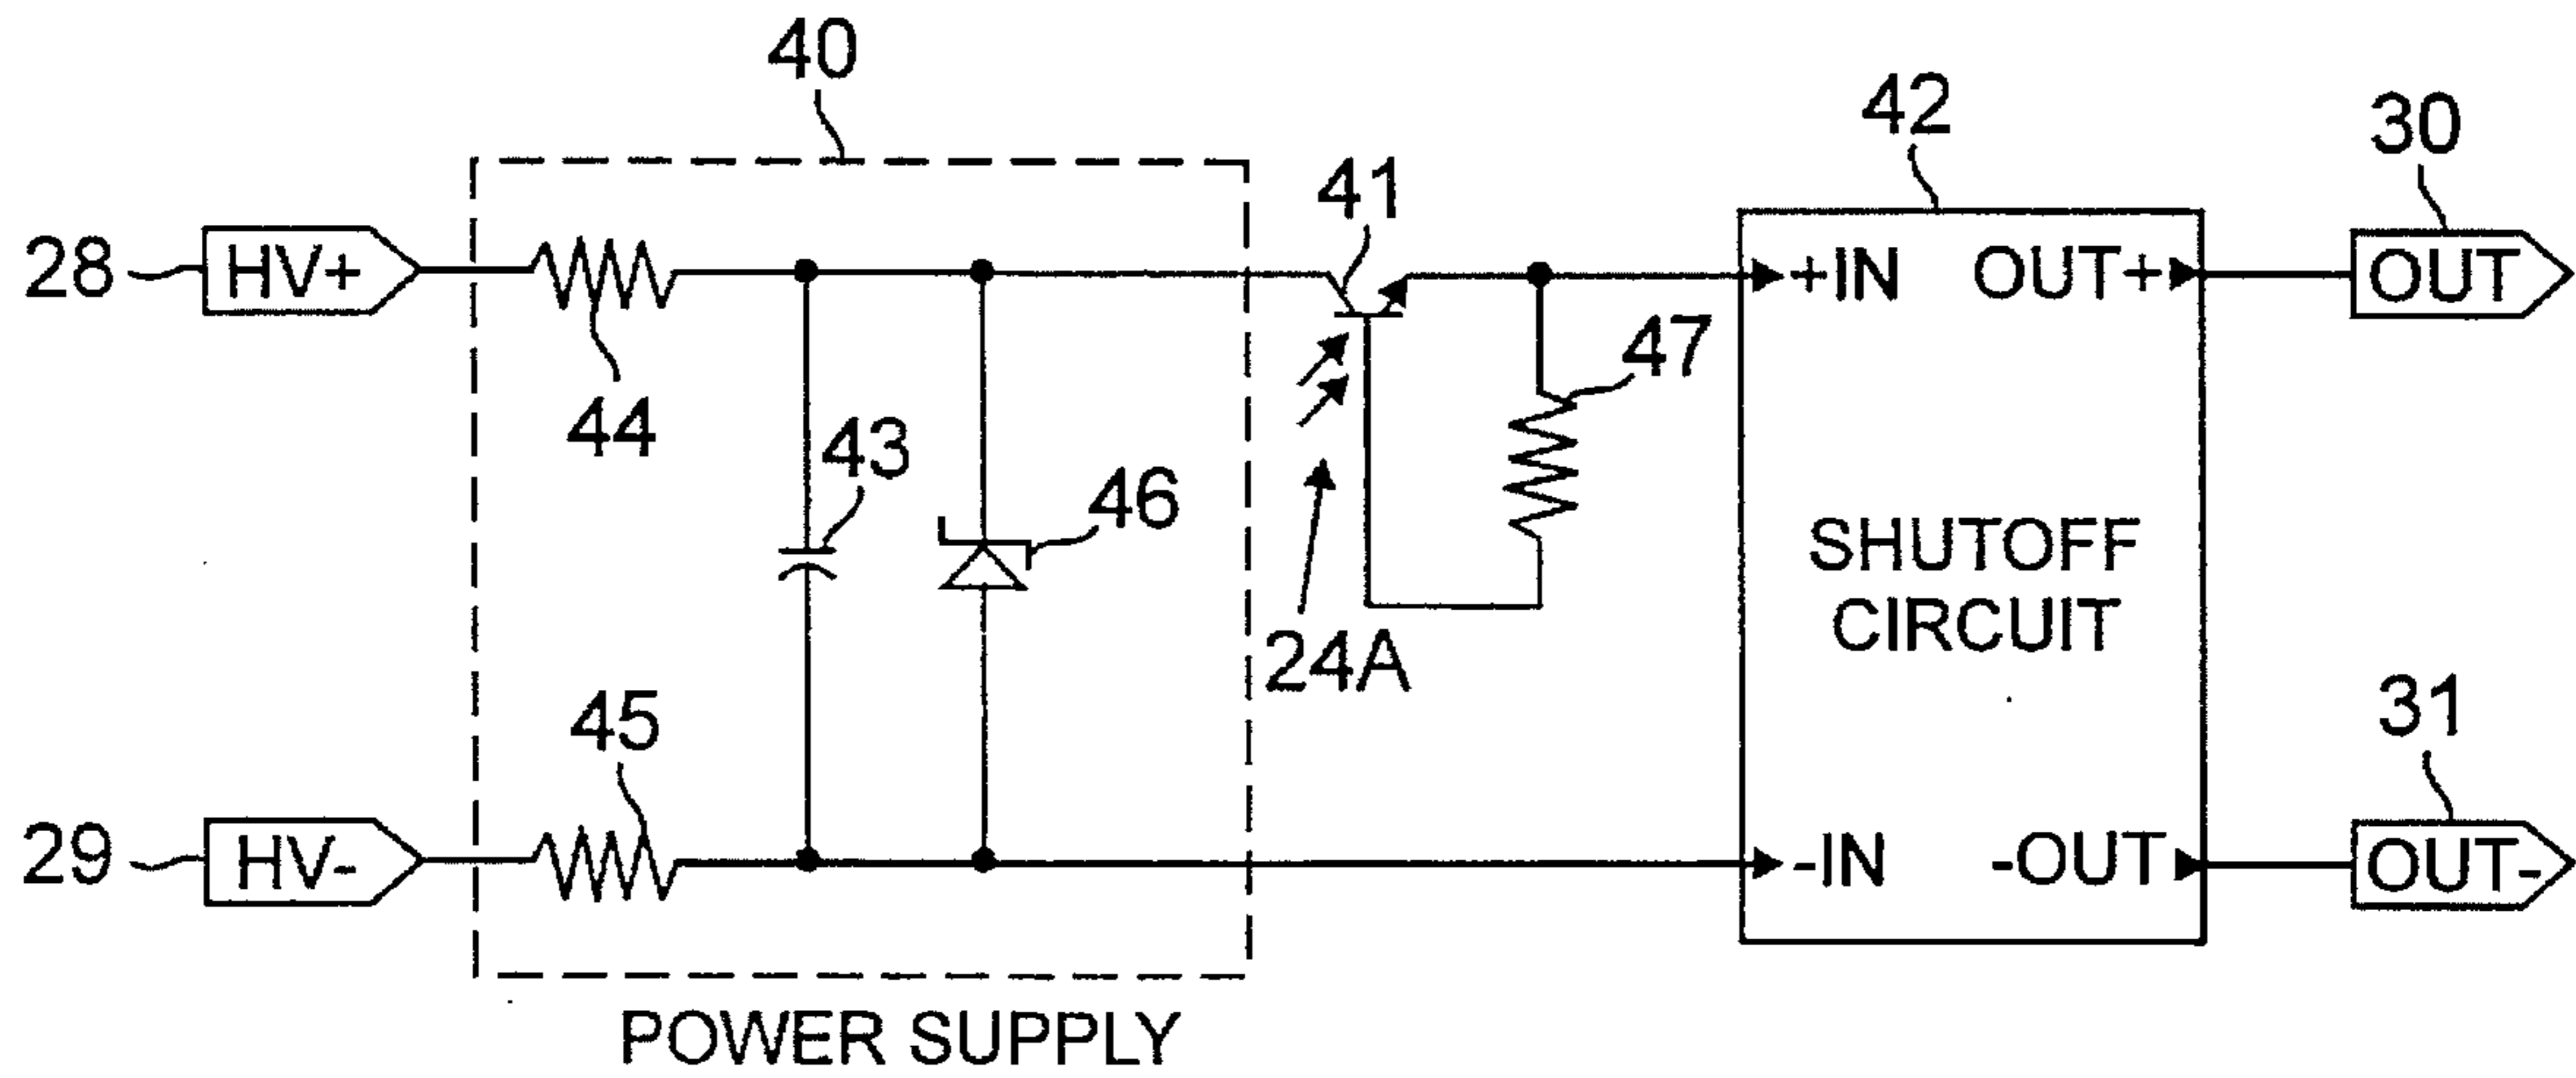 40
42
30
41
28
HV+
+IN
OUT+
OUT
47
44
43
46
SHUTOFF
CIRCUIT
24A
45
31
29
HV-
-IN
-OUT
OUT-
POWER SUPPLY